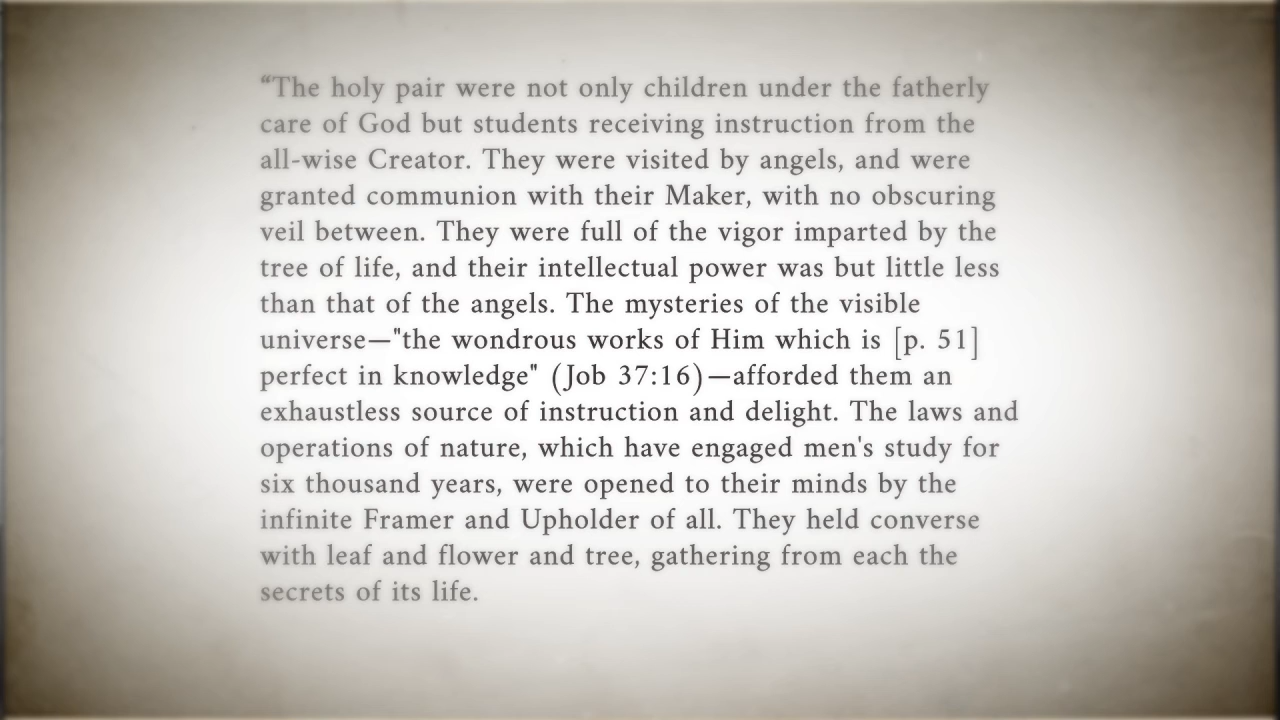 “The holy pair were not only children under the fatherly
care of God but students receiving instruction from the
all-wise Creator. They were visited by angels, and were
granted communion with their Maker, with no obscuring
veil between. They were full of the vigor imparted by the
tree of life, and their intellectual power was but little less
than that of the angels. The mysteries of the visible
universe—"the wondrous works of Him which is [p. 51]
perfect in knowledge" (Job 37:16)—afforded them an
exhaustless source of instruction and delight. The laws and
operations of nature, which have engaged men's study for
six thousand years, were opened to their minds by the
infinite Framer and Upholder of all. They held converse
with leaf and flower and tree, gathering from each the
secrets of its life.